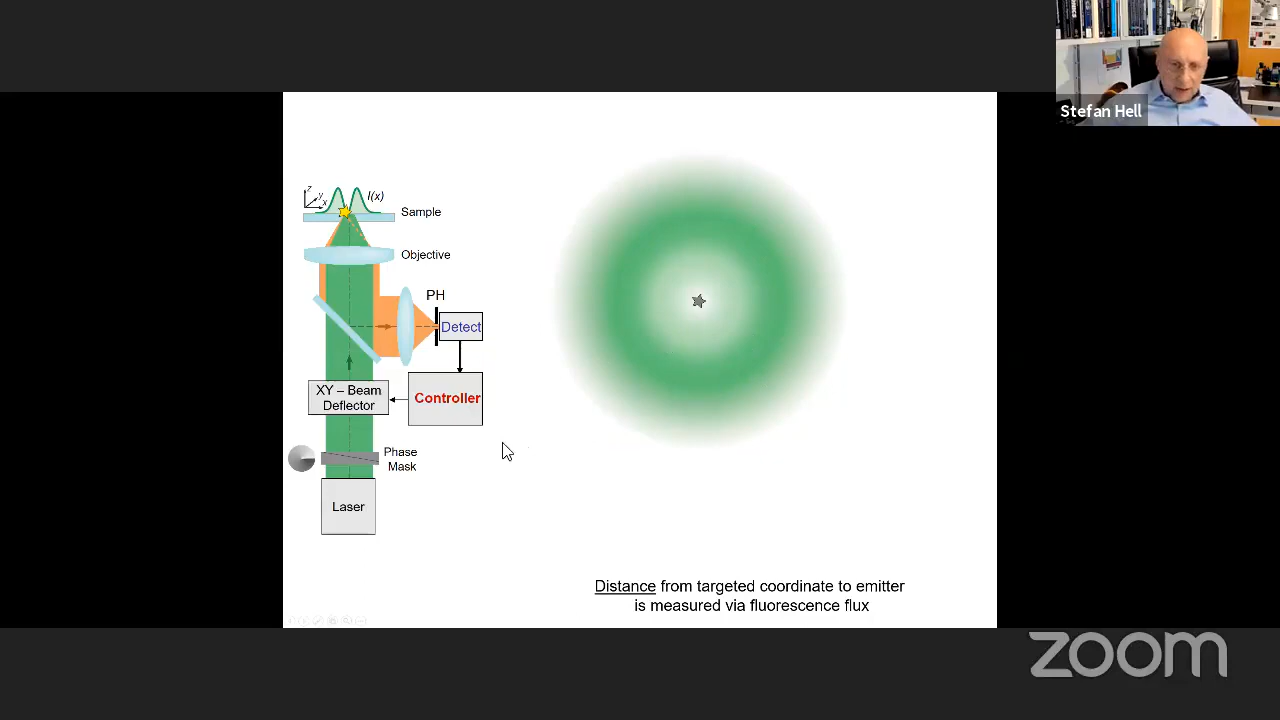 Stefan Hell
z
y
x
I(x)
Sample
Objective
PH
Detect
XY – Beam
Deflector
Controller
Phase
Mask
Laser
Distance from targeted coordinate to emitter
is measured via fluorescence flux
zoom